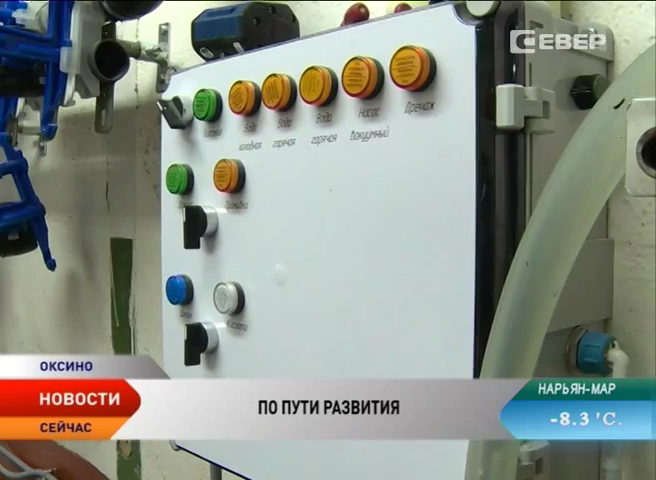 СЕВЕР
Вода холодная
Вода горячая
Вода горячая
Насос вакуумный
Дренаж
Промывка
Кислота
ОКСИНО
НОВОСТИ
СЕЙЧАС
ПО ПУТИ РАЗВИТИЯ
НАРЬЯН-МАР
-8.3 'C.